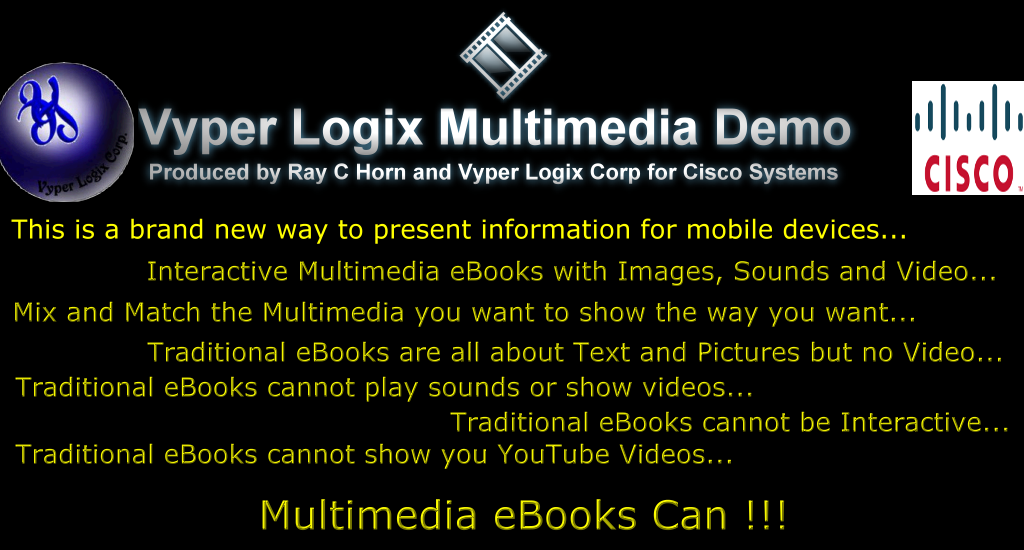 Vyper Logix Multimedia Demo
Produced by Ray C Horn and Vyper Logix Corp for Cisco Systems
Vyper Logix Corp.
CISCO™
This is a brand new way to present information for mobile devices...
Interactive Multimedia eBooks with Images, Sounds and Video...
Mix and Match the Multimedia you want to show the way you want...
Traditional eBooks are all about Text and Pictures but no Video...
Traditional eBooks cannot play sounds or show videos...
Traditional eBooks cannot be Interactive...
Traditional eBooks cannot show you YouTube Videos...
Multimedia eBooks Can !!!